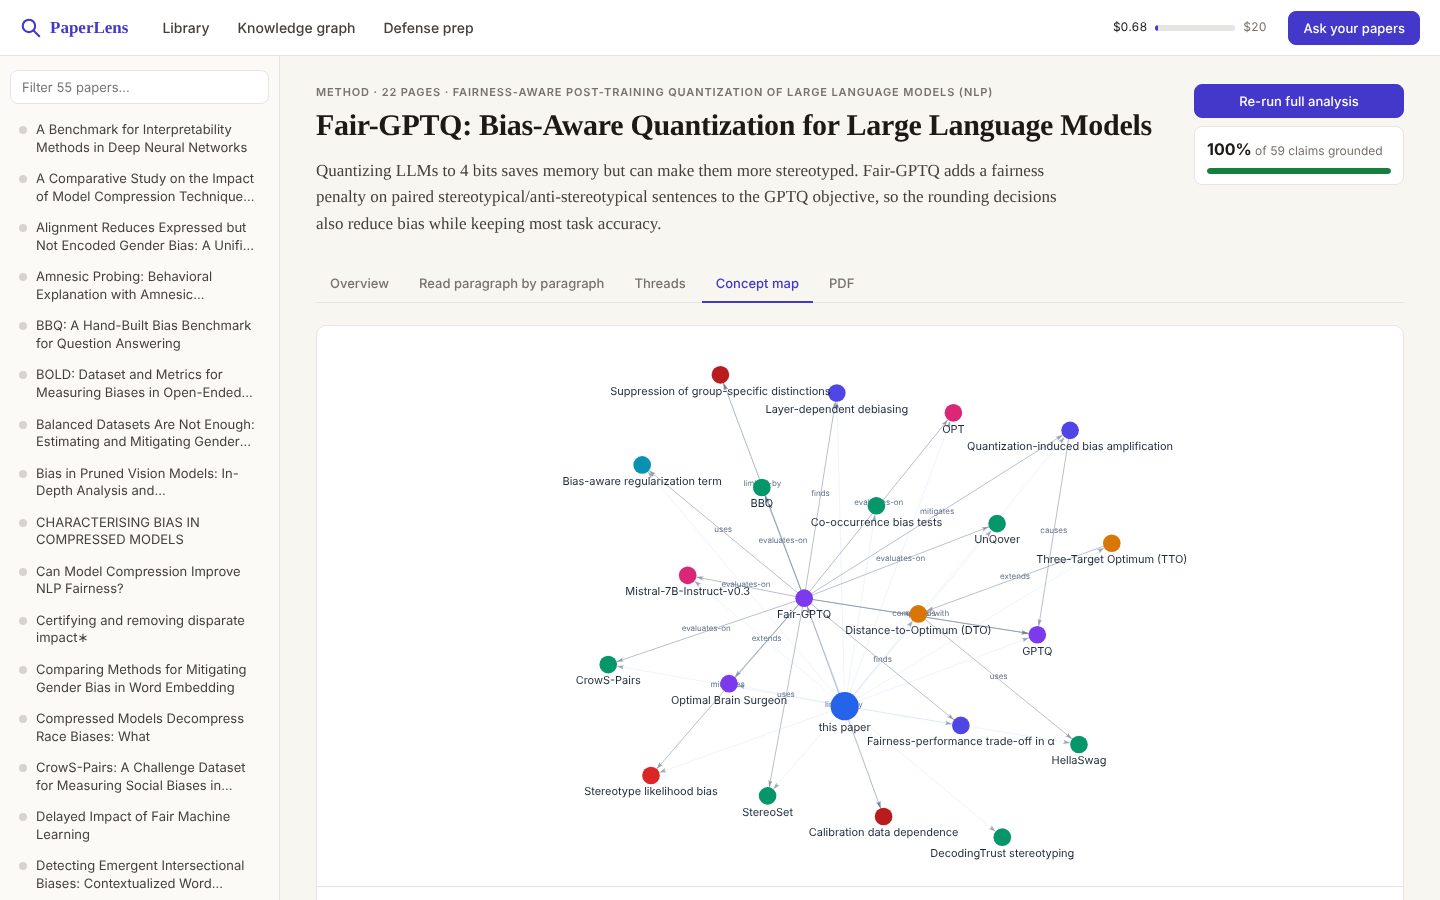 PaperLens
Library
Knowledge graph
Defense prep
$0.68
$20
Ask your papers
Filter 55 papers...
A Benchmark for Interpretability
Methods in Deep Neural Networks
A Comparative Study on the Impact
of Model Compression Technique...
Alignment Reduces Expressed but
Not Encoded Gender Bias: A Unifi...
Amnesic Probing: Behavioral
Explanation with Amnesic...
BBQ: A Hand-Built Bias Benchmark
for Question Answering
BOLD: Dataset and Metrics for
Measuring Biases in Open-Ended...
Balanced Datasets Are Not Enough:
Estimating and Mitigating Gender...
Bias in Pruned Vision Models: In-
Depth Analysis and...
CHARACTERISING BIAS IN
COMPRESSED MODELS
Can Model Compression Improve
NLP Fairness?
Certifying and removing disparate
impact∗
Comparing Methods for Mitigating
Gender Bias in Word Embedding
Compressed Models Decompress
Race Biases: What
CrowS-Pairs: A Challenge Dataset
for Measuring Social Biases in...
Delayed Impact of Fair Machine
Learning
Detecting Emergent Intersectional
Biases: Contextualized Word...
METHOD · 22 PAGES · FAIRNESS-AWARE POST-TRAINING QUANTIZATION OF LARGE LANGUAGE MODELS (NLP)
Fair-GPTQ: Bias-Aware Quantization for Large Language Models
Quantizing LLMs to 4 bits saves memory but can make them more stereotyped. Fair-GPTQ adds a fairness
penalty on paired stereotypical/anti-stereotypical sentences to the GPTQ objective, so the rounding decisions
also reduce bias while keeping most task accuracy.
Re-run full analysis
100% of 59 claims grounded
Overview
Read paragraph by paragraph
Threads
Concept map
PDF
Suppression of group-specific distinctions
Layer-dependent debiasing
OPT
Quantization-induced bias amplification
Bias-aware regularization term
BBQ
finds
Co-occurrence bias tests
mitigates
uses
evaluates-on
UnQover
causes
evaluates-on
Three-Target Optimum (TTO)
extends
evaluates-on
Mistral-7B-Instruct-v0.3
Fair-GPTQ
Distance-to-Optimum (DTO)
evaluates-on
extends
GPTQ
finds
uses
CrowS-Pairs
Optimal Brain Surgeon
uses
this paper
Fairness-performance trade-off in α
HellaSwag
Stereotype likelihood bias
StereoSet
Calibration data dependence
DecodingTrust stereotyping